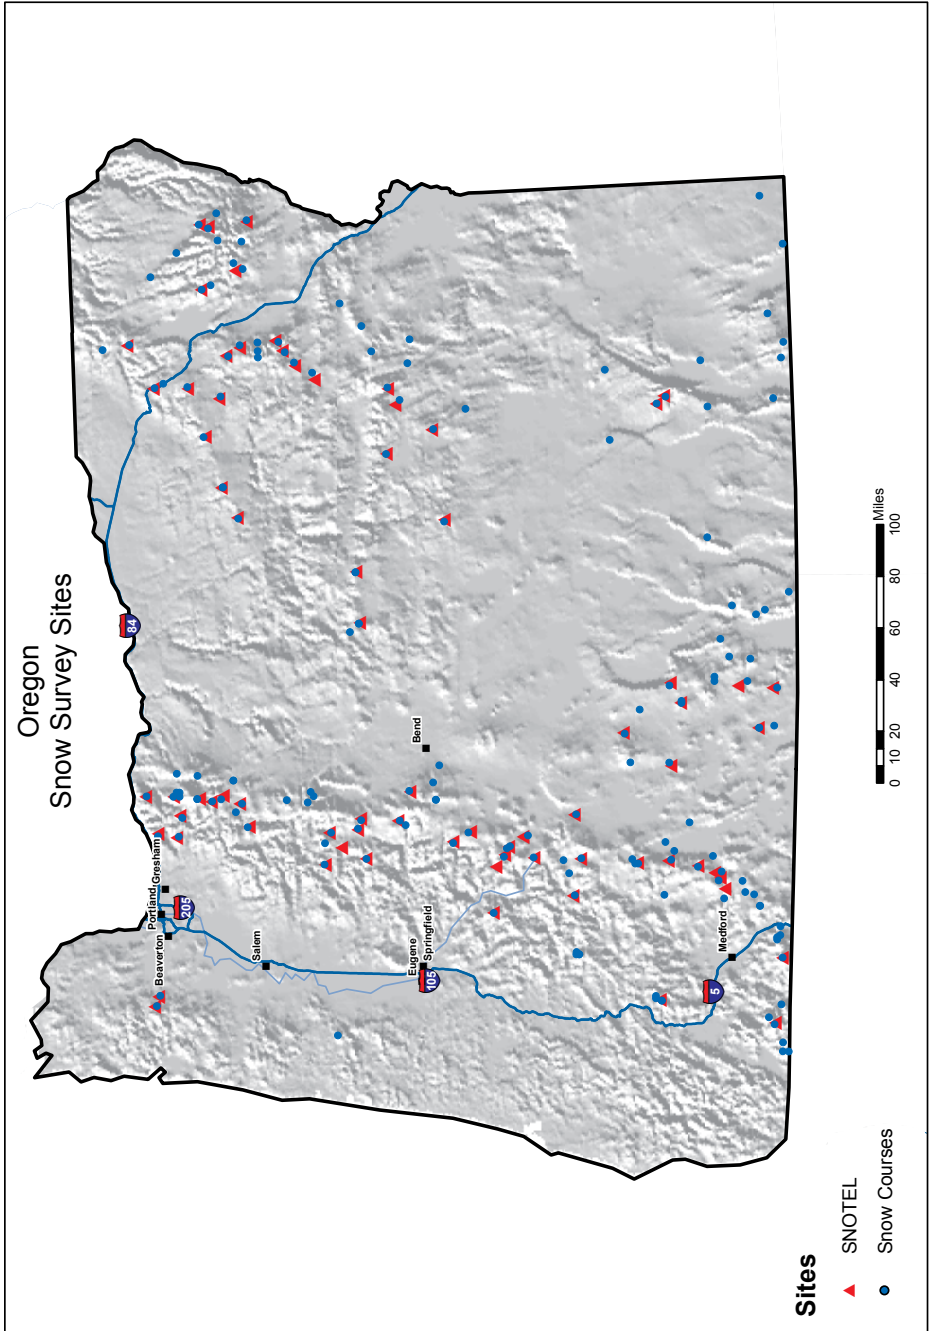 Oregon
Snow Survey Sites
84
Portland
Gresham
Beaverton
205
Salem
Bend
Eugene
Springfield
105
Medford
5
Sites
SNOTEL
Snow Courses
0 10 20 40 60 80 100
Miles